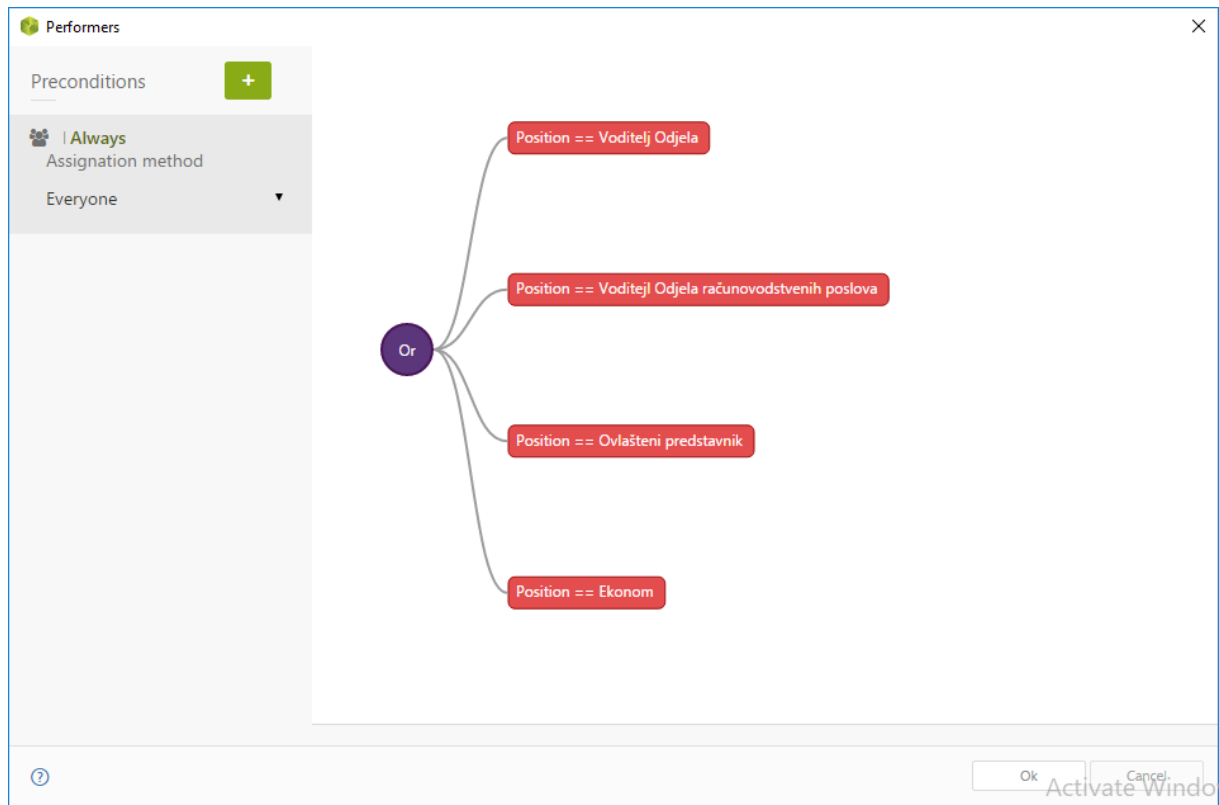 Performers
Preconditions
+
| Always
Assignation method
Everyone
Position == Voditelj Odjela
Position == Voditejl Odjela računovodstvenih poslova
Or
Position == Ovlašteni predstavnik
Position == Ekonom
?
Ok
Cancel
Activate Windo